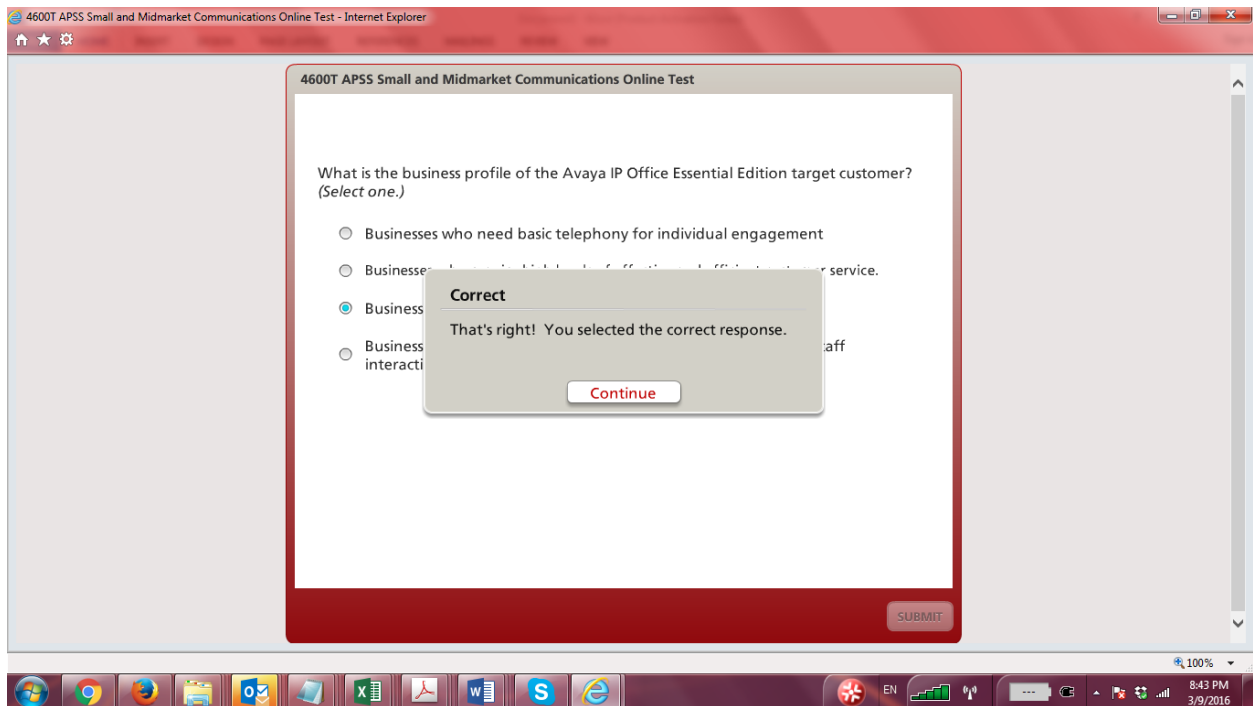 4600T APSS Small and Midmarket Communications Online Test - Internet Explorer
4600T APSS Small and Midmarket Communications Online Test
What is the business profile of the Avaya IP Office Essential Edition target customer?
(Select one.)
Businesses who need basic telephony for individual engagement
Businesse service.
Correct
Business
That's right! You selected the correct response.
Business
interacti
Continue
SUBMIT
100%
EN
8:43 PM
3/9/2016